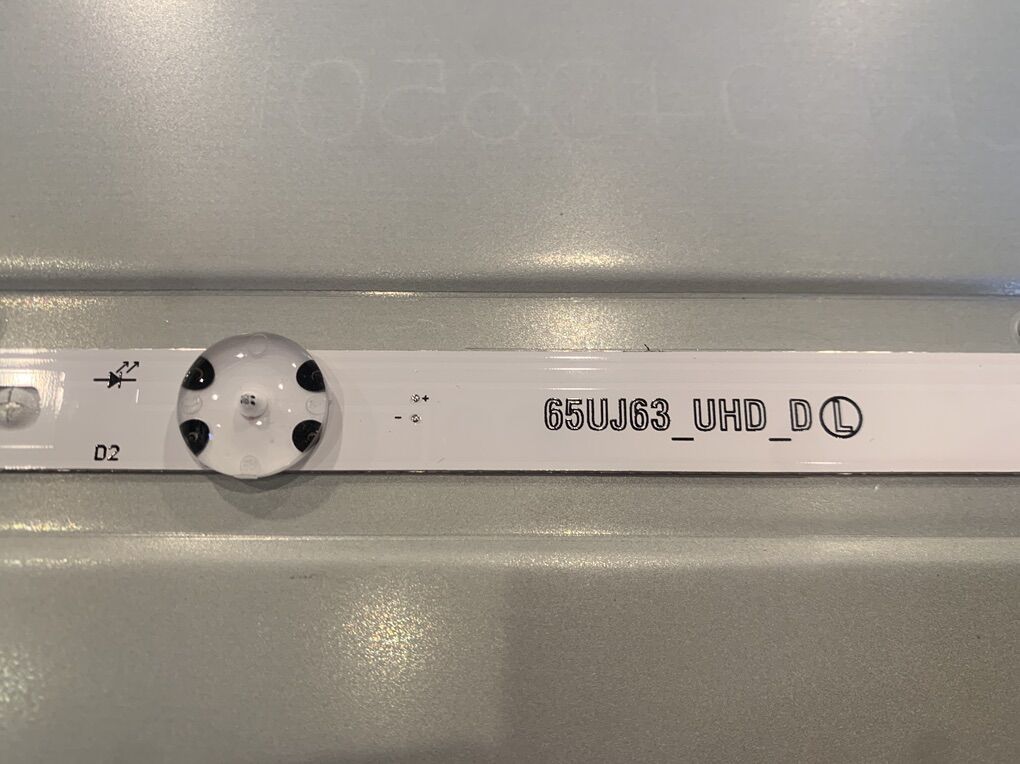 65UJ63_UHD_D Ⓛ
+
-
D2